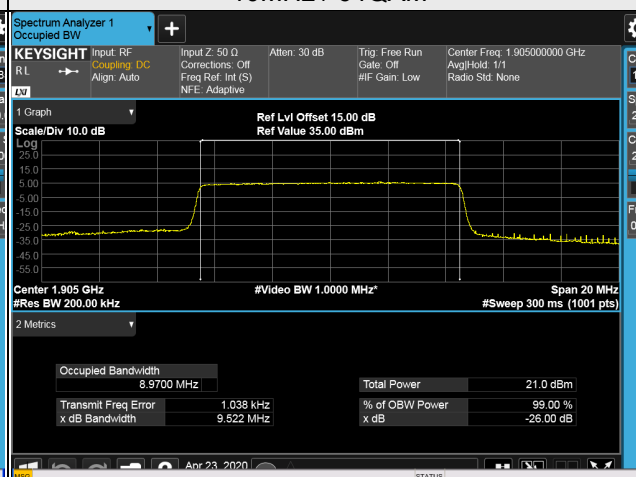 Spectrum Analyzer 1
Occupied BW
+
KEYSIGHT Input: RF
Coupling: DC
Align: Auto
RL
LXI
Input Z: 50 Ω
Corrections: Off
Freq Ref: Int (S)
NFE: Adaptive
Atten: 30 dB
Trig: Free Run
Gate: Off
#IF Gain: Low
Center Freq: 1.905000000 GHz
Avg|Hold: 1/1
Radio Std: None
1 Graph
Scale/Div 10.0 dB
Ref Lvl Offset 15.00 dB
Ref Value 35.00 dBm
Log
25.0
15.0
5.00
-5.00
-15.0
-25.0
-35.0
-45.0
-55.0
Center 1.905 GHz
#Res BW 200.00 kHz
#Video BW 1.0000 MHz*
Span 20 MHz
#Sweep 300 ms (1001 pts)
2 Metrics
Occupied Bandwidth
8.9700 MHz
Transmit Freq Error 1.038 kHz
x dB Bandwidth 9.522 MHz
Total Power 21.0 dBm
% of OBW Power 99.00 %
x dB -26.00 dB
Apr 23, 2020
MSG
STATUS